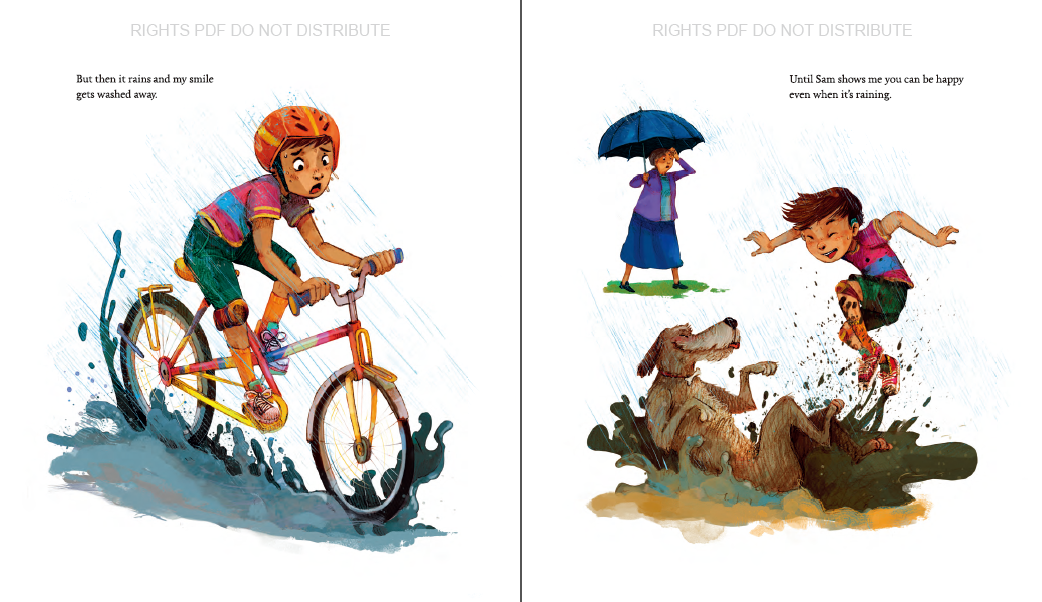 RIGHTS PDF DO NOT DISTRIBUTE
But then it rains and my smile
gets washed away.
RIGHTS PDF DO NOT DISTRIBUTE
Until Sam shows me you can be happy
even when it's raining.